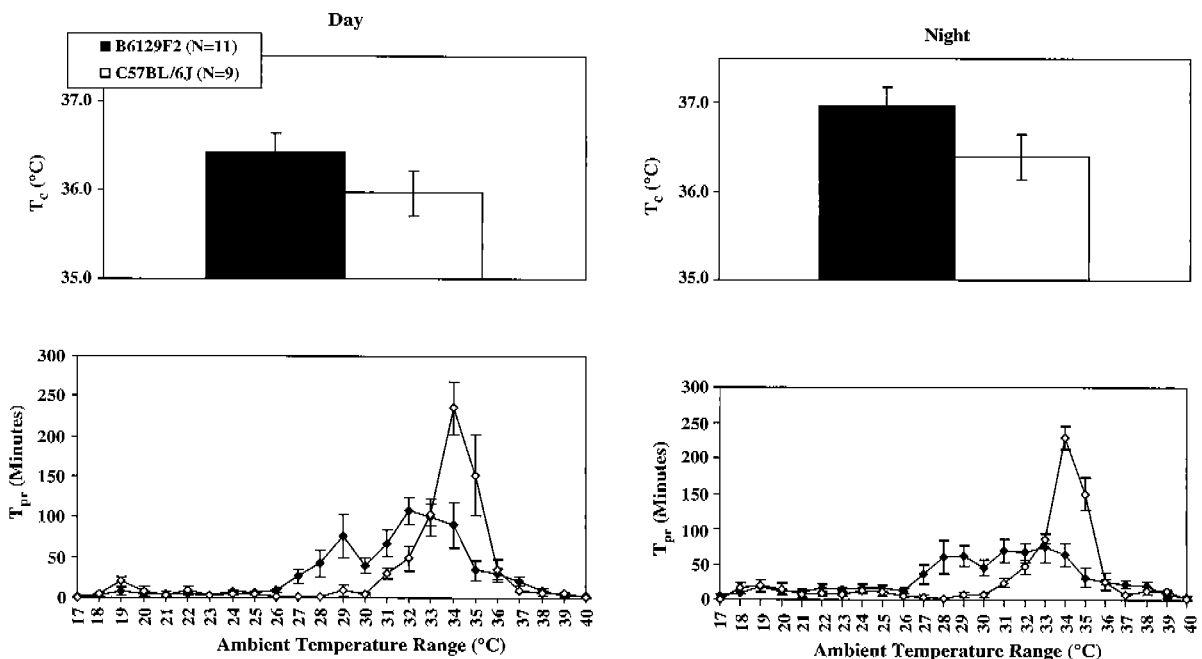 Day
B6129F2 (N=11)
C57BL/6J (N=9)
37.0
36.0
35.0
Tc (°C)
Night
37.0
36.0
35.0
Tc (°C)
300
250
200
150
100
50
0
Tpr (Minutes)
17 18 19 20 21 22 23 24 25 26 27 28 29 30 31 32 33 34 35 36 37 38 39 40
Ambient Temperature Range (°C)
300
250
200
150
100
50
0
Tpr (Minutes)
17 18 19 20 21 22 23 24 25 26 27 28 29 30 31 32 33 34 35 36 37 38 39 40
Ambient Temperature Range (°C)